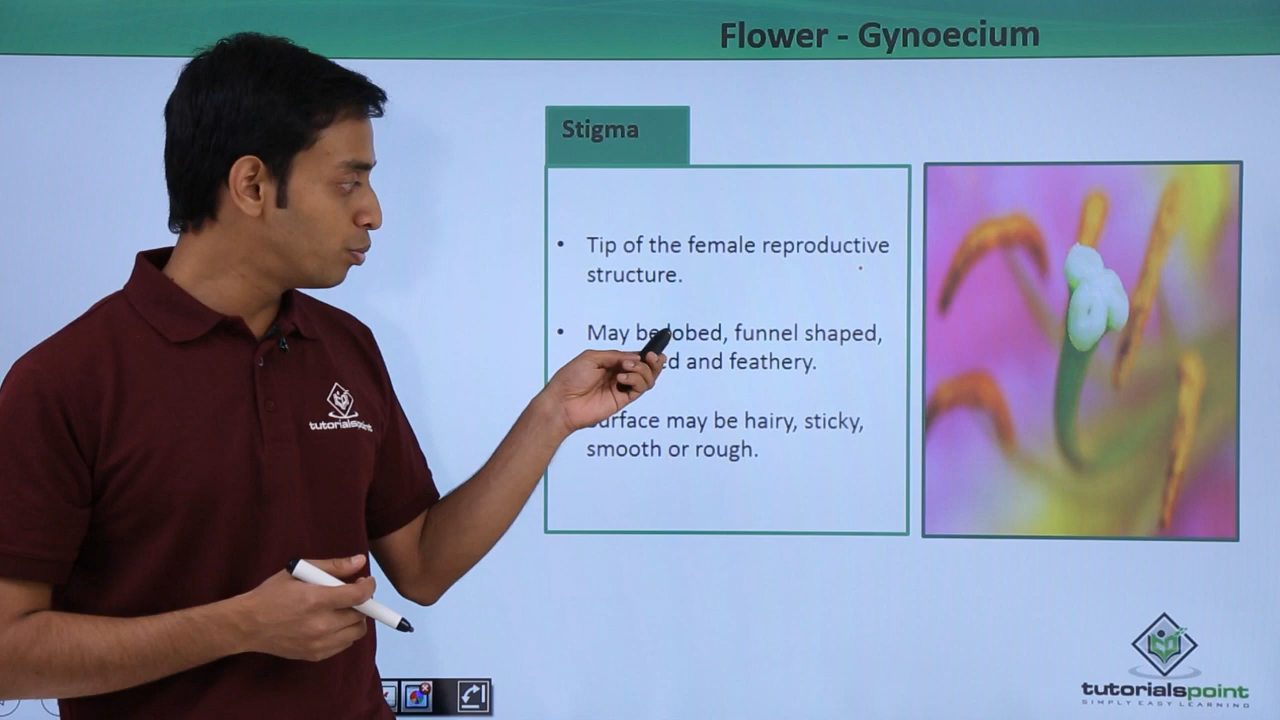 Flower - Gynoecium
Stigma
• Tip of the female reproductive
structure.
• May be lobed, funnel shaped,
and feathery.
surface may be hairy, sticky,
smooth or rough.
tutorialspoint
tutorialspoint
SIMPLY EASY LEARNING